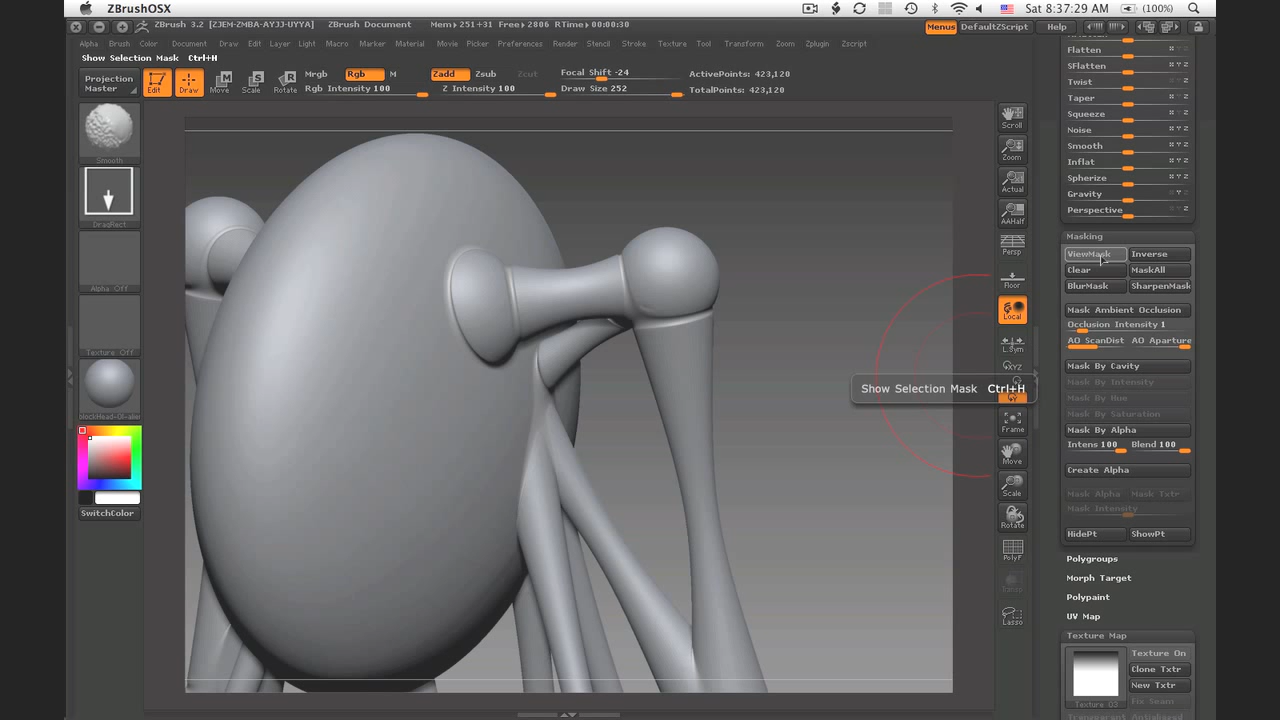 ZBrushOSX
Sat 8:37:29 AM (100%)
ZBrush 3.2 [ZJEM-ZMBA-AYJJ-UYYA] ZBrush Document Mem▸251+31 Free▸2806 RTime▸00:00:30 Menus DefaultZScript Help
Alpha Brush Color Document Draw Edit Layer Light Macro Marker Material Movie Picker Preferences Render Stencil Stroke Texture Tool Transform Zoom Zplugin Zscript
Show Selection Mask Ctrl+H
Projection Master
Edit
Draw
Move
Scale
Rotate
Mrgb Rgb M
Rgb Intensity 100
Zadd Zsub Zcut
Z Intensity 100
Focal Shift -24
Draw Size 252
ActivePoints: 423,120
TotalPoints: 423,120
Smooth
DragRect
Alpha Off
Texture Off
SwitchColor
Scroll
Zoom
Actual
AAHalf
Persp
Floor
Local
L.Sym
XYZ
Show Selection Mask Ctrl+H
Frame
Move
Scale
Rotate
PolyF
Transp
Lasso
Flatten
SFlatten
Twist
Taper
Squeeze
Noise
Smooth
Inflat
Spherize
Gravity
Perspective
Masking
ViewMask Inverse
Clear MaskAll
BlurMask SharpenMask
Mask Ambient Occlusion
Occlusion Intensity 1
AO ScanDist AO Aparture
Mask By Cavity
Mask By Intensity
Mask By Hue
Mask By Saturation
Mask By Alpha
Intens 100 Blend 100
Create Alpha
Mask Alpha Mask Txtr
Mask Intensity
HidePt ShowPt
Polygroups
Morph Target
Polypaint
UV Map
Texture Map
Texture On
Clone Txtr
New Txtr
Fix Seam
Texture 03
Transparent Antialiased